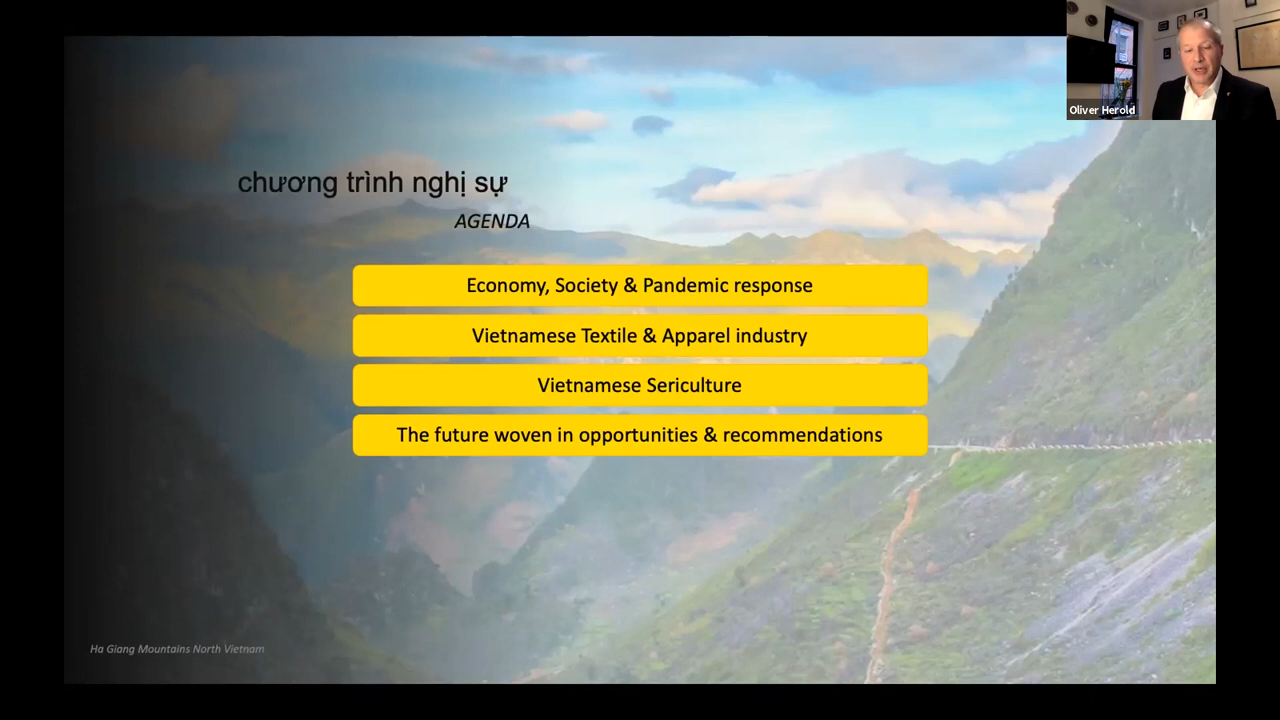 Oliver Herold
chương trình nghị sự
AGENDA
Economy, Society & Pandemic response
Vietnamese Textile & Apparel industry
Vietnamese Sericulture
The future woven in opportunities & recommendations
Ha Giang Mountains North Vietnam